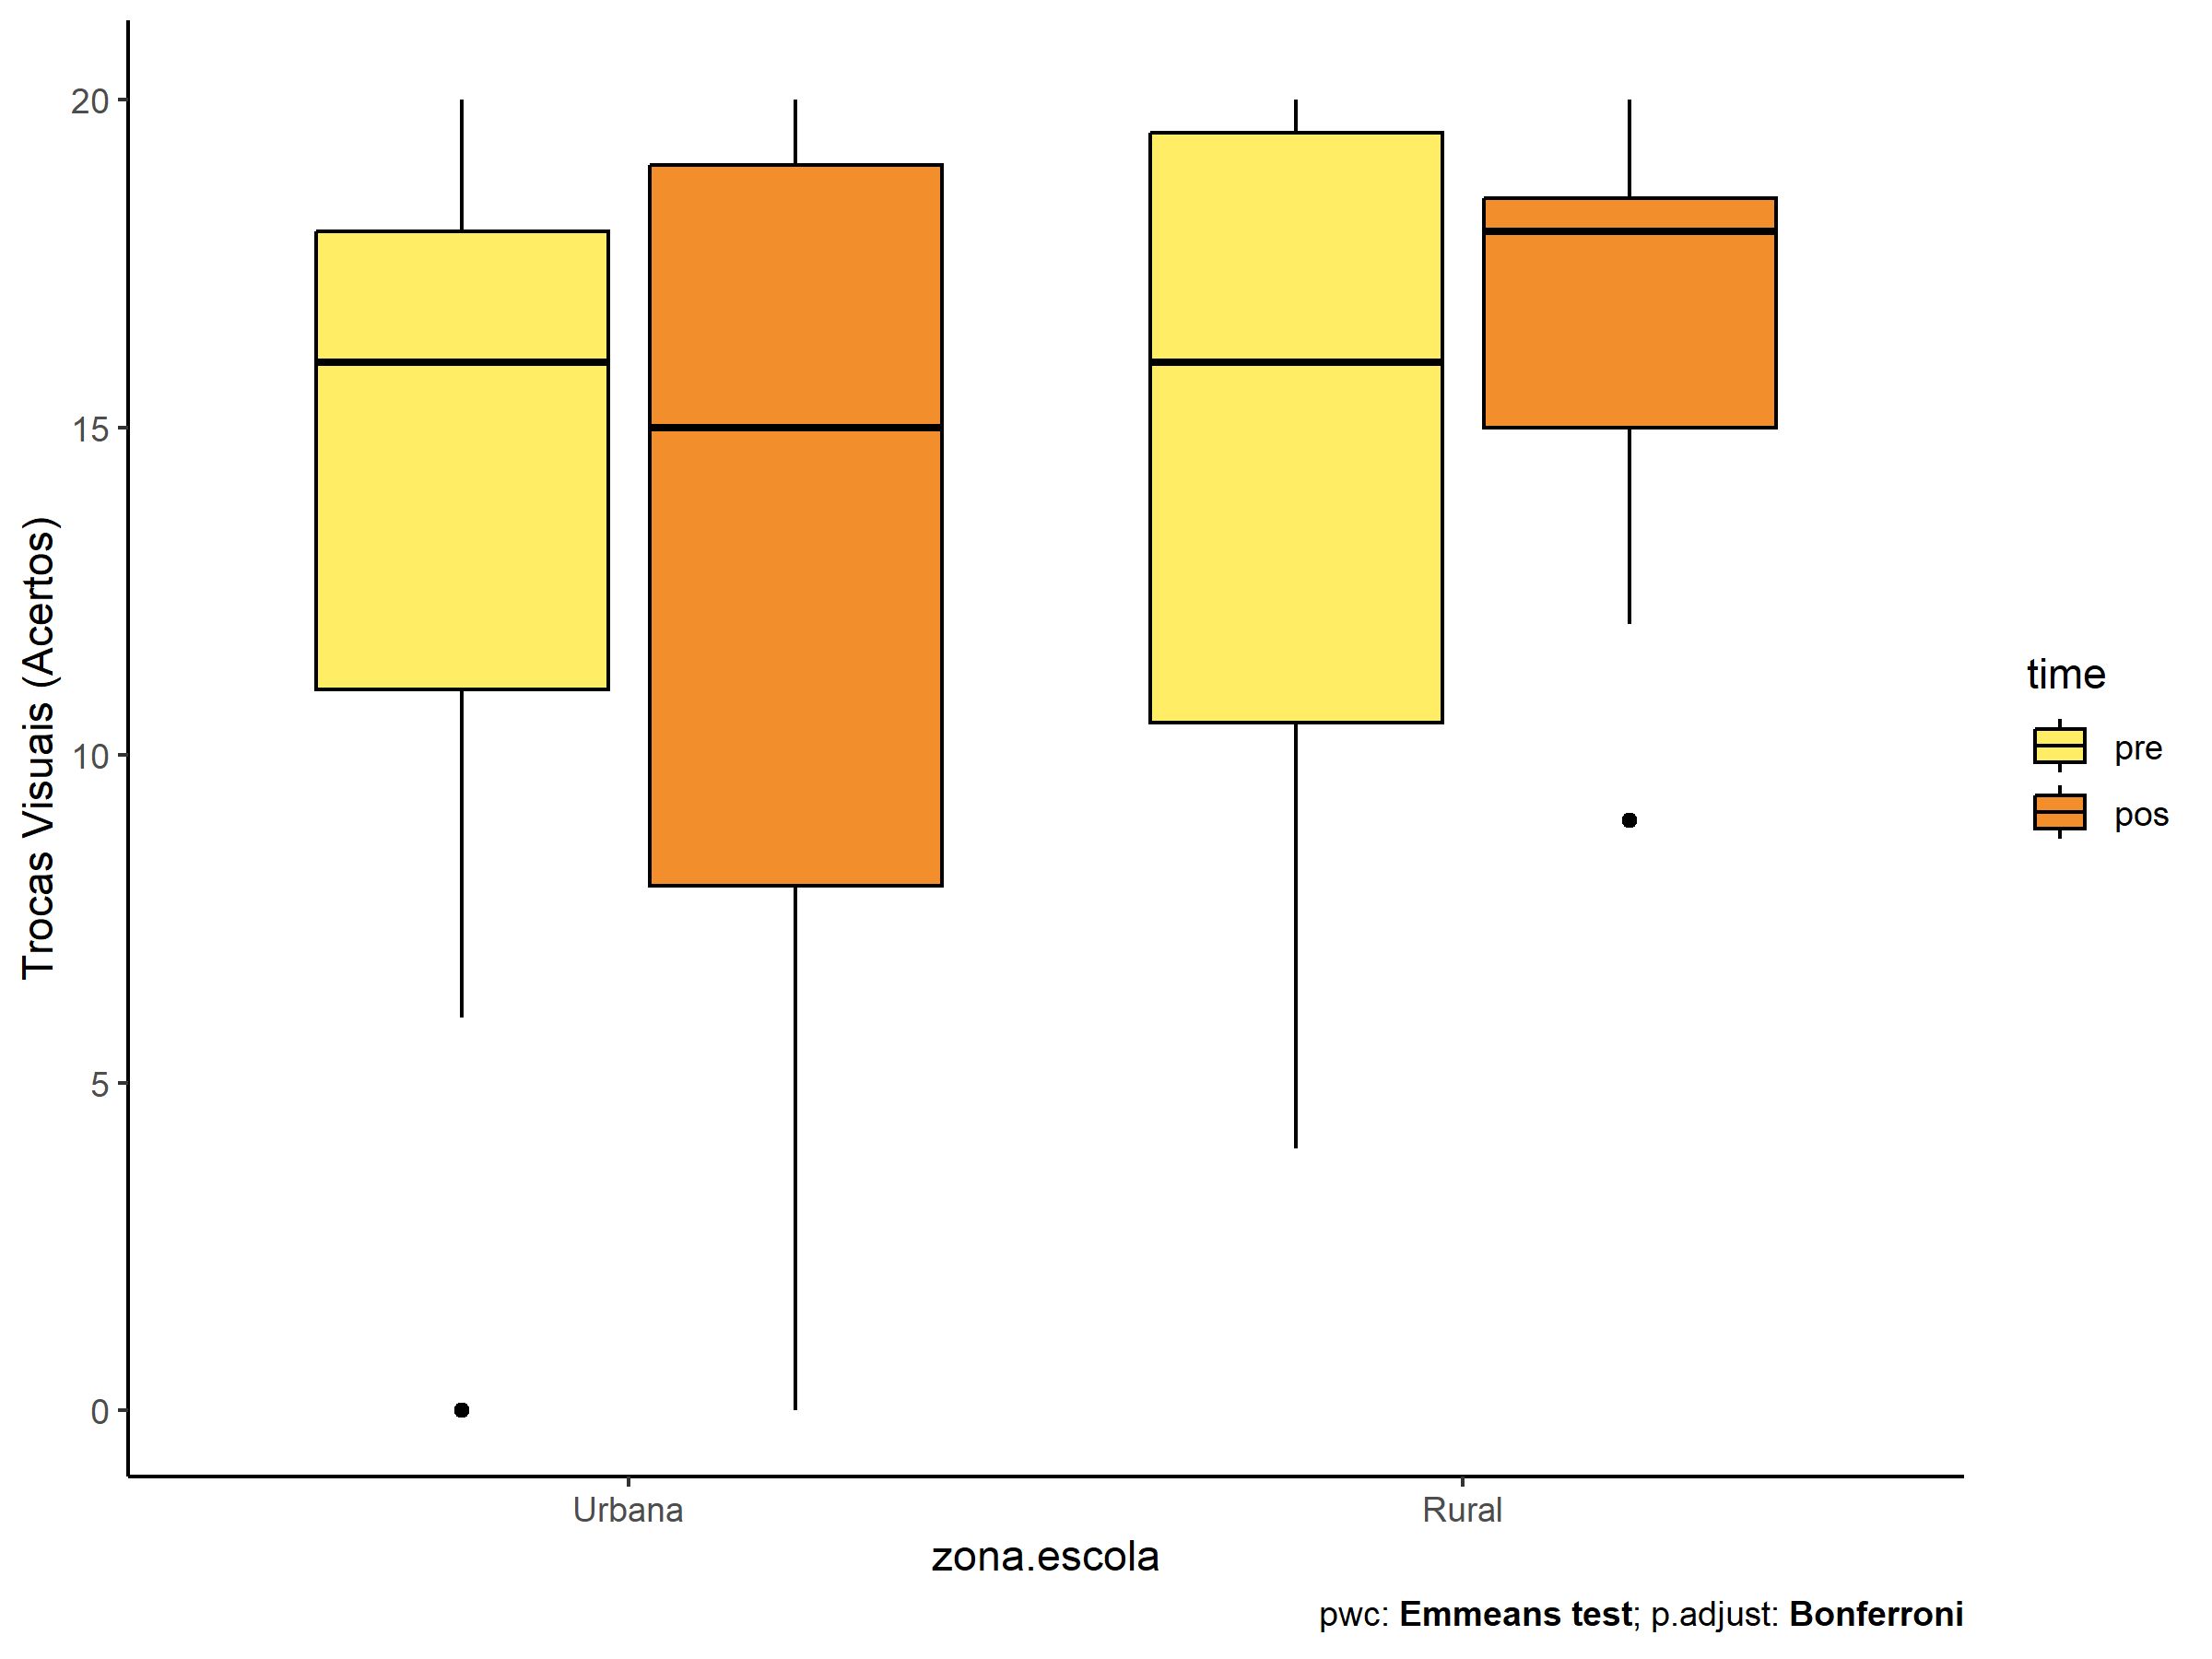 20
15
10
5
0
Trocas Visuais (Acertos)
Urbana
Rural
zona.escola
pwc: Emmeans test; p.adjust: Bonferroni
time
pre
pos